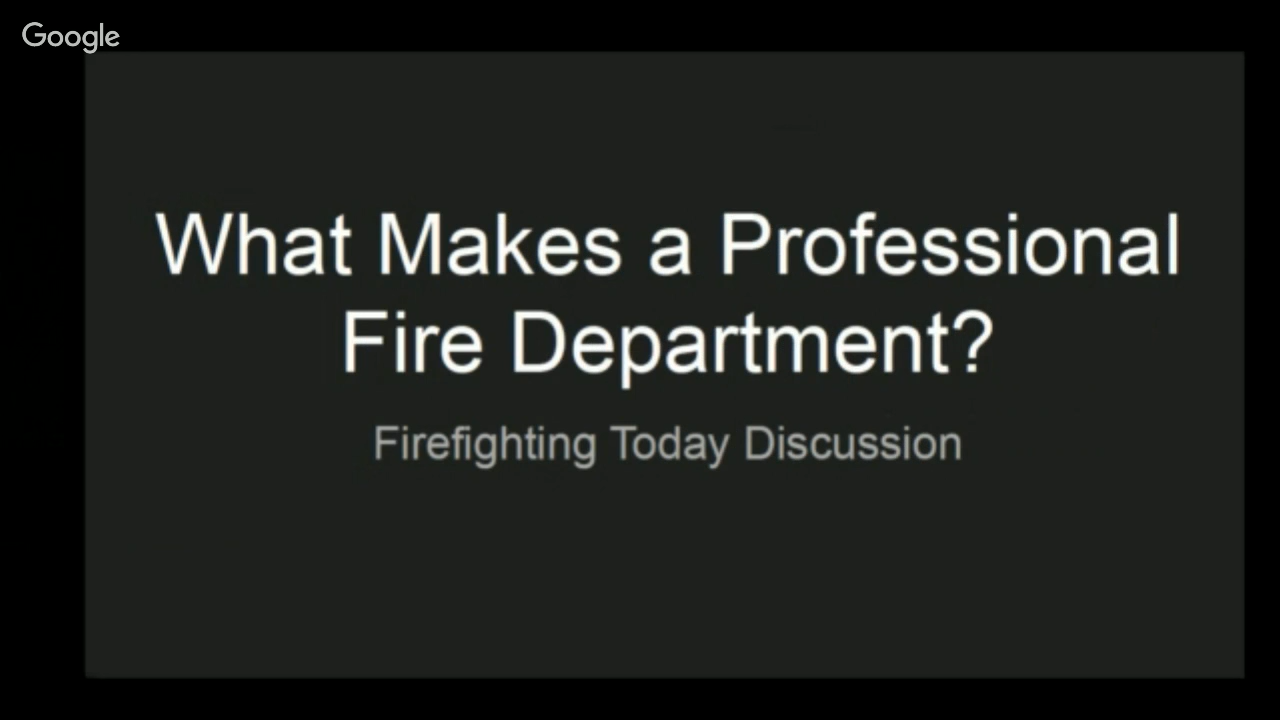 Google
What Makes a Professional
Fire Department?
Firefighting Today Discussion